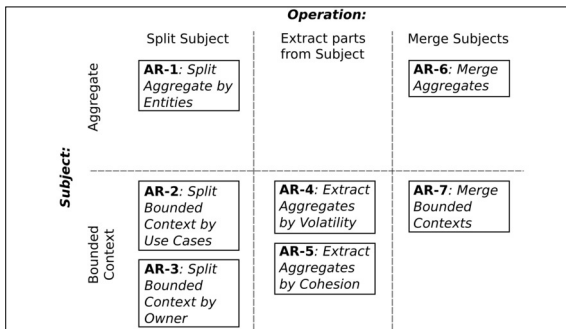 Operation:
Split Subject
Extract parts
from Subject
Merge Subjects
Subject:
Aggregate
AR-1: Split
Aggregate by
Entities
AR-6: Merge
Aggregates
Bounded
Context
AR-2: Split
Bounded
Context by
Use Cases
AR-4: Extract
Aggregates
by Volatility
AR-7: Merge
Bounded
Contexts
AR-3: Split
Bounded
Context by
Owner
AR-5: Extract
Aggregates
by Cohesion